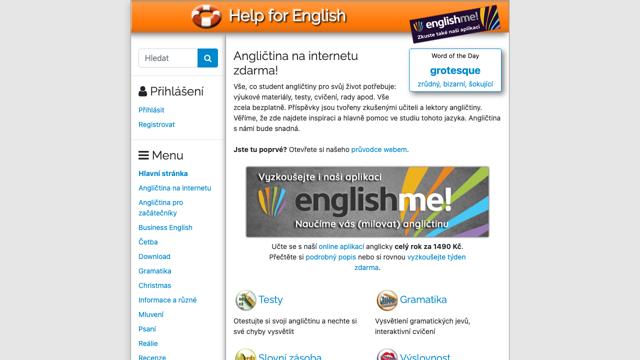 Help for English
englishme!
Zkuste také naši aplikaci
Hledat
Přihlášení
Přihlásit
Registrovat
Menu
Hlavní stránka
Angličtina na internetu
Angličtina pro
začátečníky
Business English
Četba
Download
Gramatika
Christmas
Informace a různé
Mluvení
Psaní
Reálie
Recenze
Angličtina na internetu
zdarma!
Word of the Day
grotesque
zrůdný, bizarní, šokující
Vše, co student angličtiny pro svůj život potřebuje:
výukové materiály, testy, cvičení, rady apod. Vše
zcela bezplatně. Příspěvky jsou tvořeny zkušenými učiteli a lektory angličtiny.
Věříme, že zde najdete inspiraci a hlavně pomoc ve studiu tohoto jazyka. Angličtina
s námi bude snadná.
Jste tu poprvé? Otevřete si našeho průvodce webem.
Vyzkoušejte i naši aplikaci
englishme!
Naučíme vás (milovat) angličtinu
Učte se s naší online aplikací anglicky celý rok za 1490 Kč.
Přečtěte si podrobný popis nebo si rovnou vyzkoušejte týden
zdarma.
Testy
Otestujte si svoji angličtinu a nechte si
své chyby vysvětlit
Gramatika
Vysvětlení gramatických jevů,
interaktivní cvičení
Slovní zásoba
Výslovnost